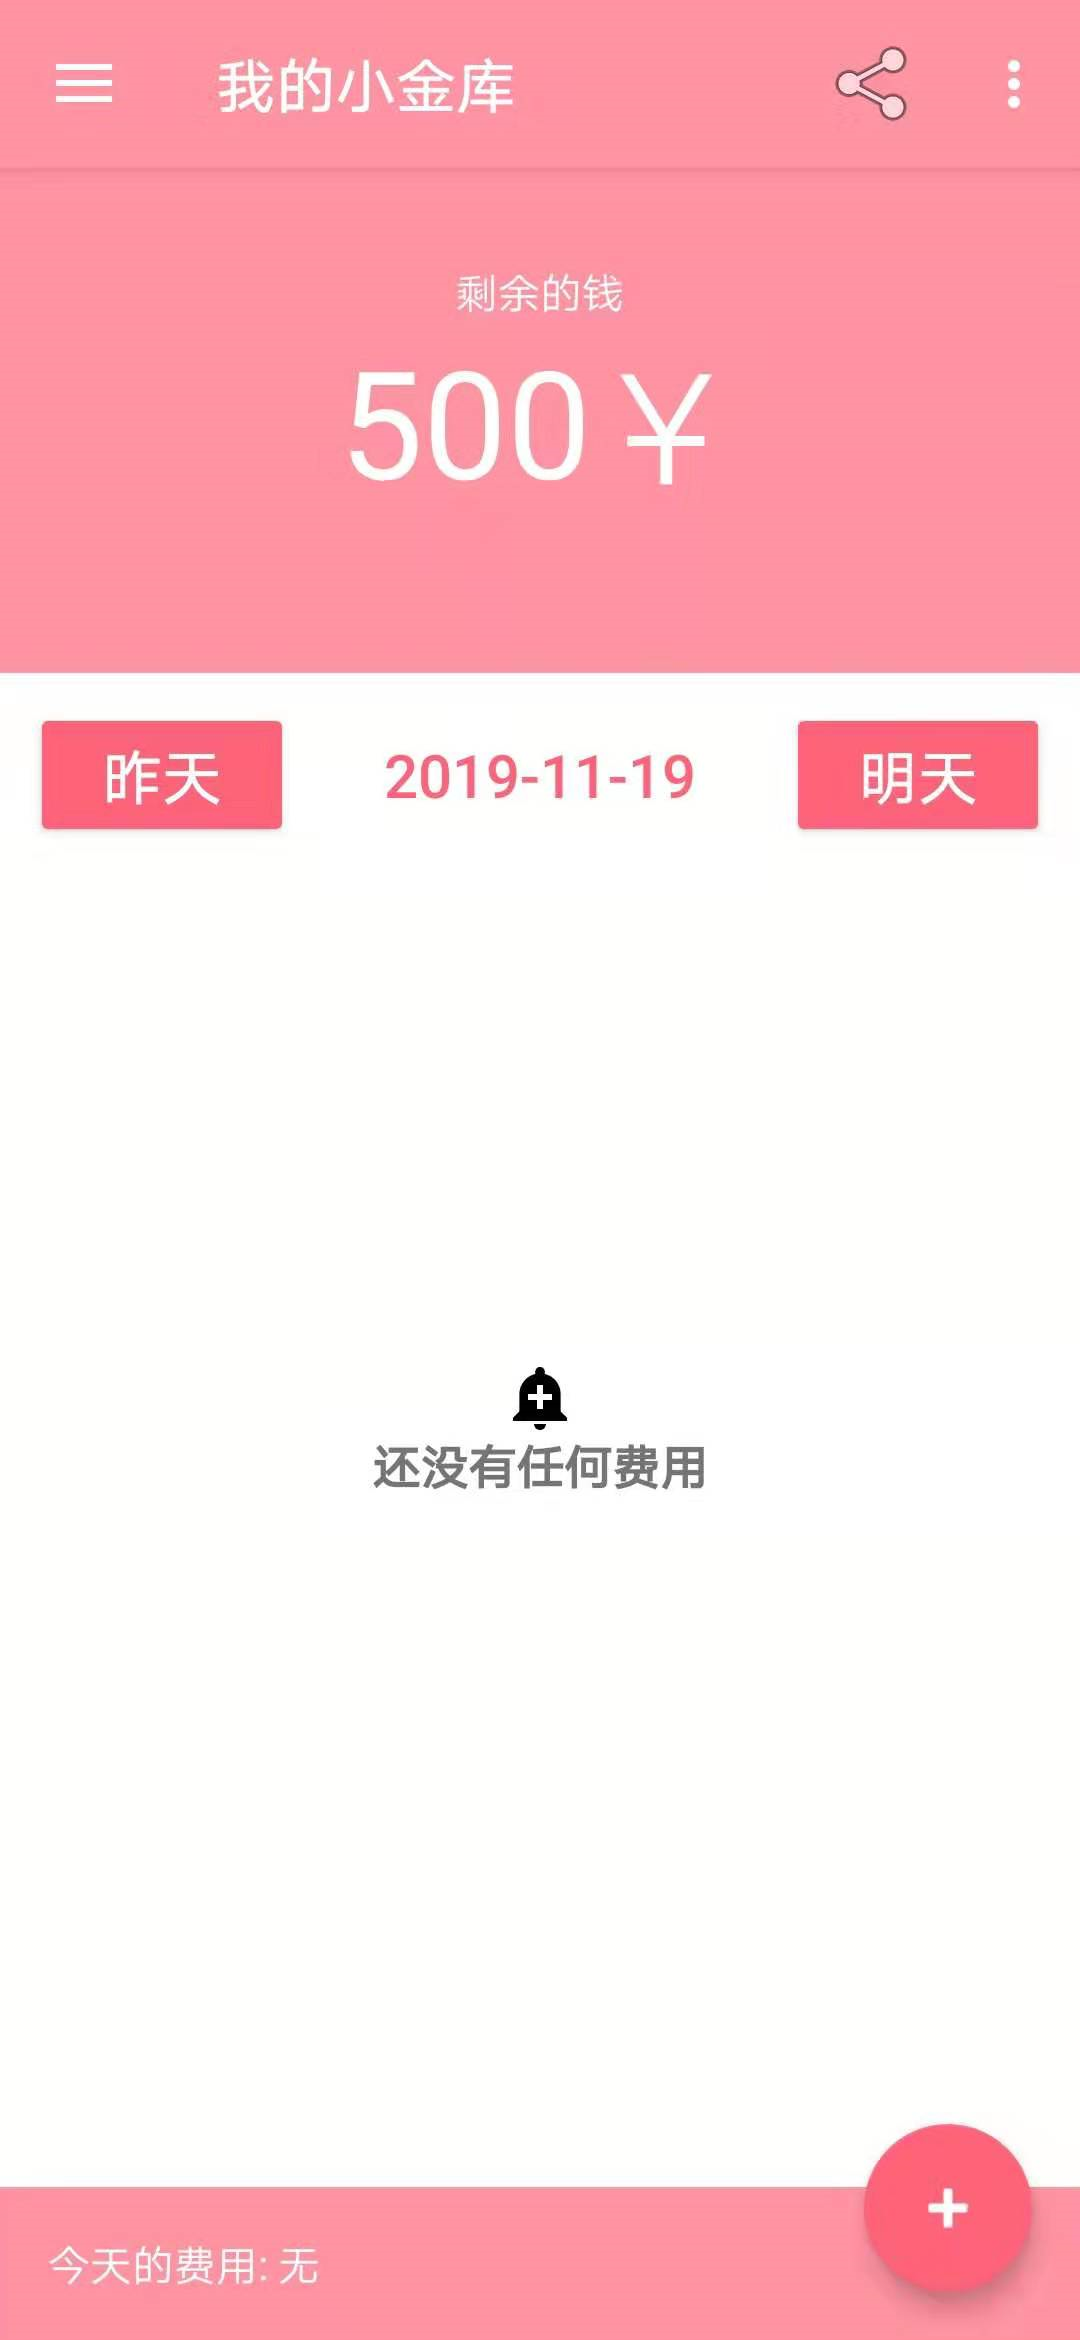 我的小金库
剩余的钱
500￥
昨天
2019-11-19
明天
还没有任何费用
今天的费用: 无